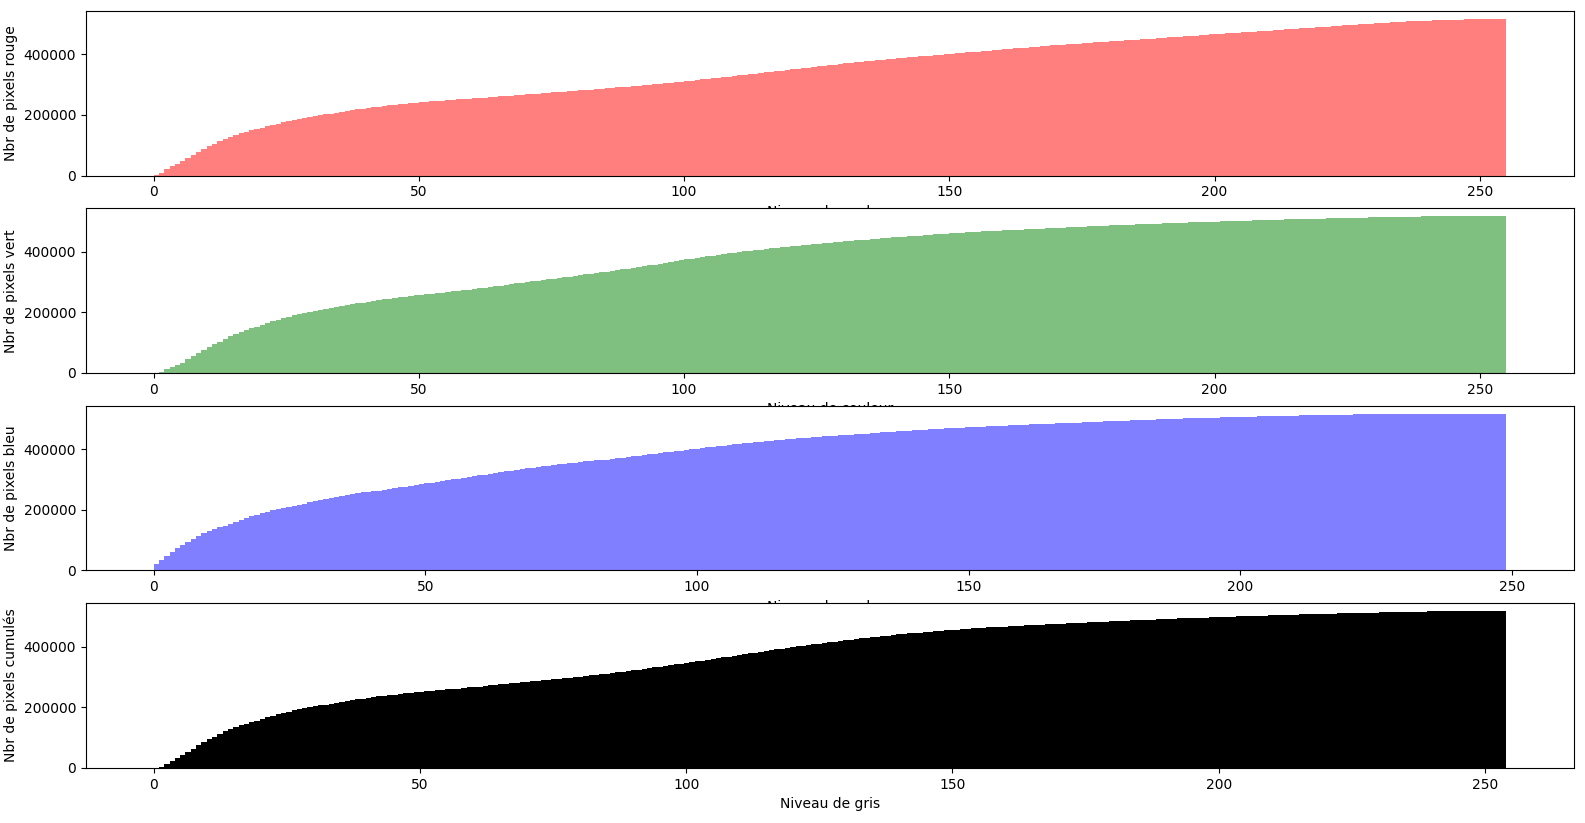 Nbr de pixels rouge
400000
200000
0
0 50 100 150 200 250
Nbr de pixels vert
400000
200000
0
0 50 100 150 200 250
Niveau de couleur
Nbr de pixels bleu
400000
200000
0
0 50 100 150 200 250
Nbr de pixels cumulés
400000
200000
0
0 50 100 150 200 250
Niveau de gris